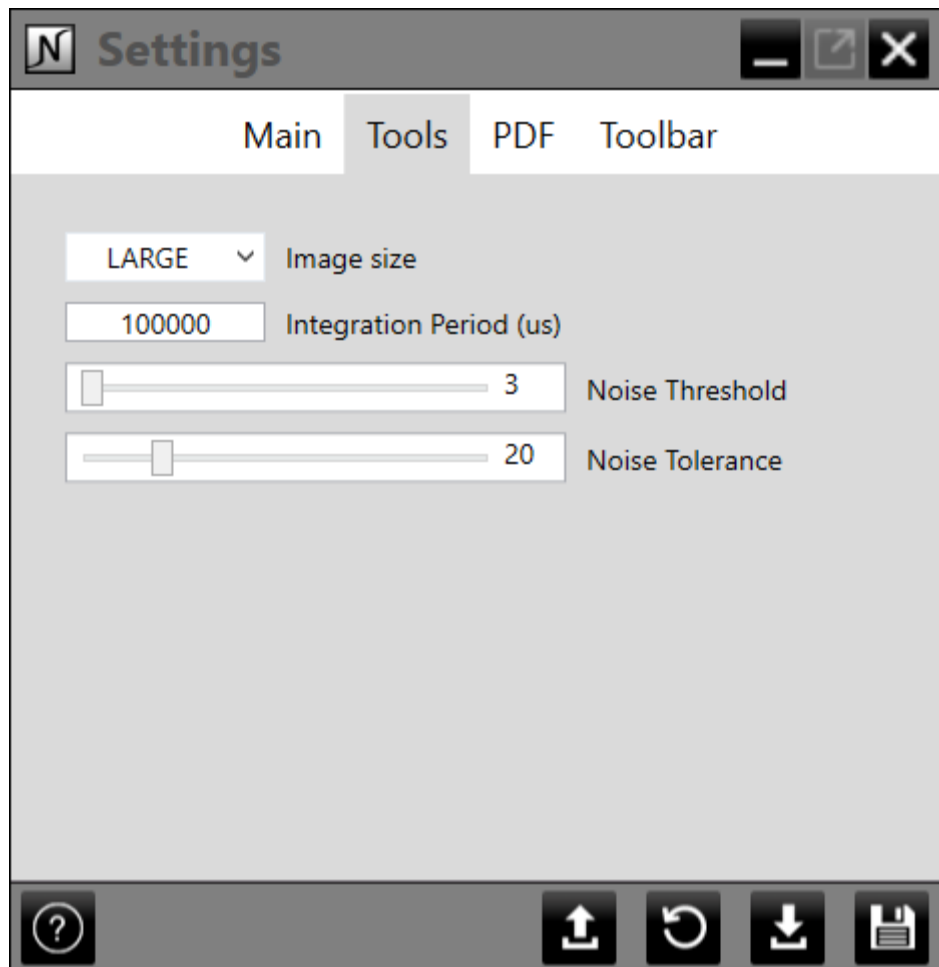 N Settings
Main Tools PDF Toolbar
LARGE Image size
100000 Integration Period (us)
3 Noise Threshold
20 Noise Tolerance
?